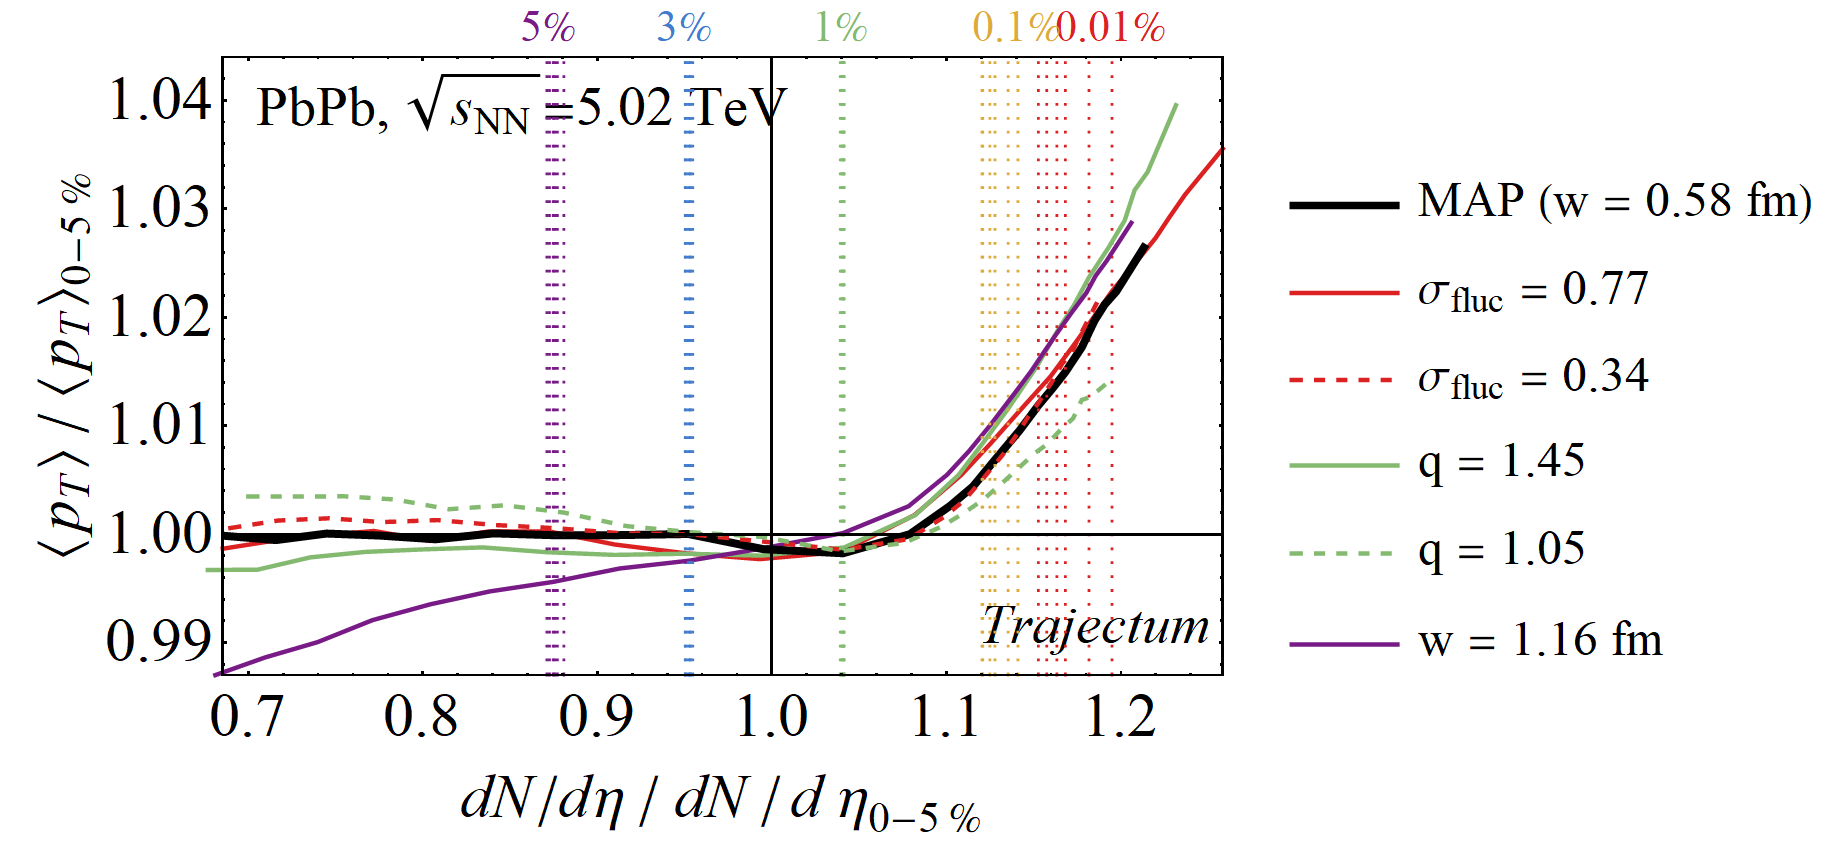 5% 3% 1% 0.1% 0.01%
PbPb, √sNN =5.02 TeV
1.04
1.03
1.02
1.01
1.00
0.99
⟨pT⟩ / ⟨pT⟩0−5 %
0.7 0.8 0.9 1.0 1.1 1.2
dN/dη / dN / d η0−5 %
Trajectum
MAP (w = 0.58 fm)
σfluc = 0.77
σfluc = 0.34
q = 1.45
q = 1.05
w = 1.16 fm